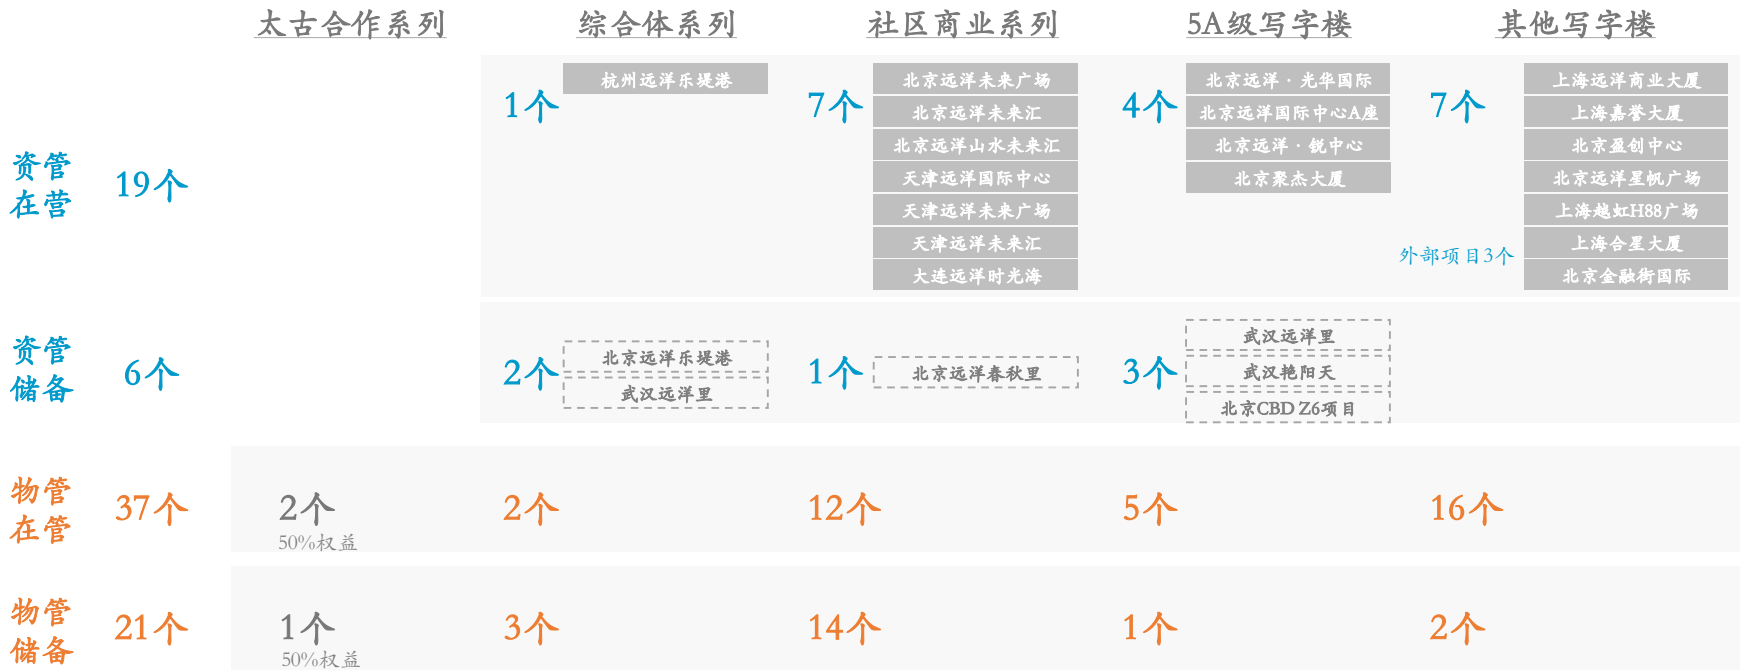 太古合作系列
综合体系列
社区商业系列
5A级写字楼
其他写字楼
资管
在营
19个
1个
杭州远洋乐堤港
7个
北京远洋未来广场
北京远洋未来汇
北京远洋山水未来汇
天津远洋国际中心
天津远洋未来广场
天津远洋未来汇
大连远洋时光海
4个
北京远洋·光华国际
北京远洋国际中心A座
北京远洋·锐中心
北京聚杰大厦
7个
外部项目3个
上海远洋商业大厦
上海嘉誉大厦
北京盈创中心
北京远洋星帆广场
上海越虹H88广场
上海合星大厦
北京金融街国际
资管
储备
6个
2个
北京远洋乐堤港
武汉远洋里
1个
北京远洋春秋里
3个
武汉远洋里
武汉艳阳天
北京CBD Z6项目
物管
在管
37个
2个
50%权益
2个
12个
5个
16个
物管
储备
21个
1个
50%权益
3个
14个
1个
2个